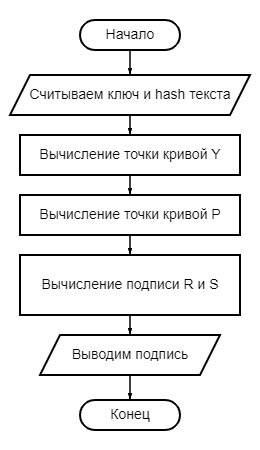 Начало
Считываем ключ и hash текста
Вычисление точки кривой Y
Вычисление точки кривой P
Вычисление подписи R и S
Выводим подпись
Конец